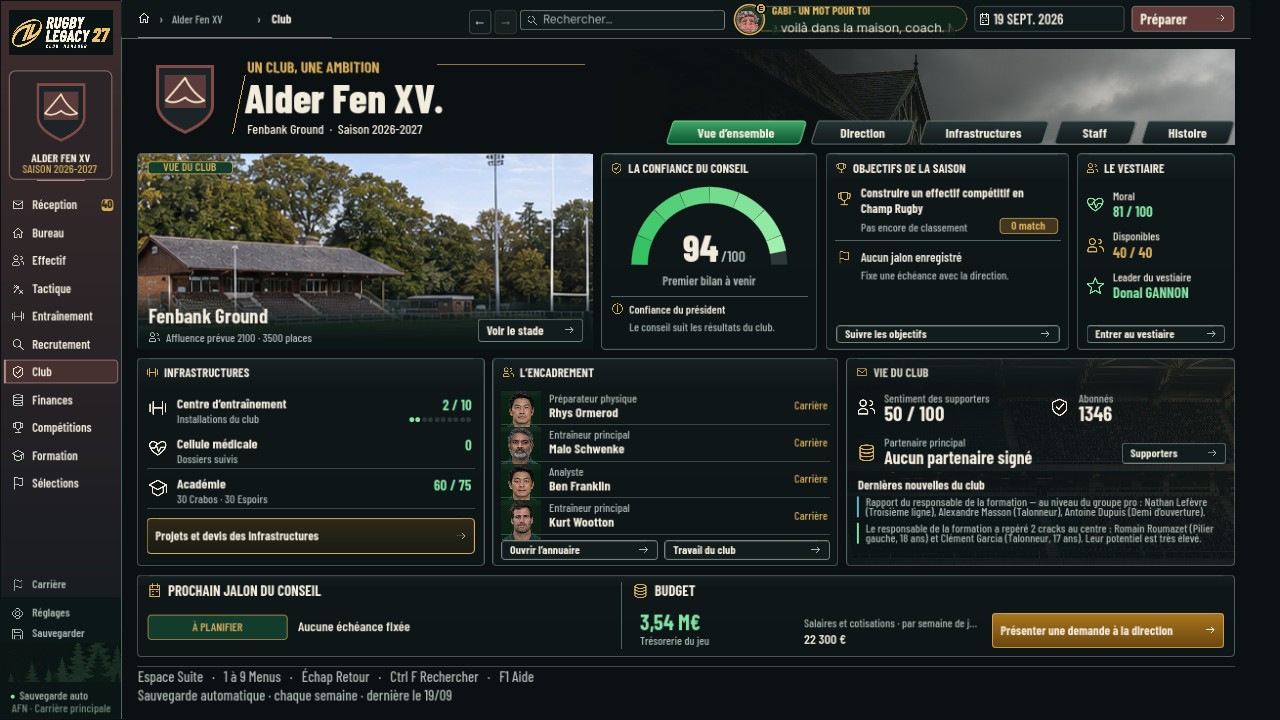 RUGBY
LEGACY 27
CLUB MANAGER
ALDER FEN XV
SAISON 2026-2027
Réception 40
Bureau
Effectif
Tactique
Entraînement
Recrutement
Club
Finances
Compétitions
Formation
Sélections
Carrière
Réglages
Sauvegarder
Sauvegarde auto
AFN · Carrière principale
Alder Fen XV › Club
Rechercher...
GABI · UN MOT POUR TOI
voilà dans la maison, coach.
19 SEPT. 2026
Préparer
UN CLUB, UNE AMBITION
Alder Fen XV.
Fenbank Ground · Saison 2026-2027
Vue d'ensemble
Direction
Infrastructures
Staff
Histoire
VUE DU CLUB
Fenbank Ground
Affluence prévue 2100 · 3500 places
Voir le stade
LA CONFIANCE DU CONSEIL
94 /100
Premier bilan à venir
Confiance du président
Le conseil suit les résultats du club.
OBJECTIFS DE LA SAISON
Construire un effectif compétitif en
Champ Rugby
Pas encore de classement
0 match
Aucun jalon enregistré
Fixe une échéance avec la direction.
Suivre les objectifs
LE VESTIAIRE
Moral
81 / 100
Disponibles
40 / 40
Leader du vestiaire
Donal GANNON
Entrer au vestiaire
INFRASTRUCTURES
Centre d'entraînement 2 / 10
Installations du club
Cellule médicale 0
Dossiers suivis
Académie 60 / 75
30 Crabos · 30 Espoirs
Projets et devis des infrastructures
L'ENCADREMENT
Préparateur physique
Rhys Ormerod
Carrière
Entraîneur principal
Malo Schwenke
Carrière
Analyste
Ben Franklin
Carrière
Entraîneur principal
Kurt Wootton
Carrière
Ouvrir l'annuaire
Travail du club
VIE DU CLUB
Sentiment des supporters
50 / 100
Abonnés
1346
Partenaire principal
Aucun partenaire signé
Supporters
Dernières nouvelles du club
Rapport du responsable de la formation — au niveau du groupe pro : Nathan Lefèvre
(Troisième ligne), Alexandre Masson (Talonneur), Antoine Dupuis (Demi d'ouverture).
Le responsable de la formation a repéré 2 cracks au centre : Romain Roumazet (Pilier
gauche, 18 ans) et Clément Garcia (Talonneur, 17 ans). Leur potentiel est très élevé.
PROCHAIN JALON DU CONSEIL
À PLANIFIER
Aucune échéance fixée
BUDGET
3,54 M€
Trésorerie du jeu
Salaires et cotisations · par semaine de j...
22 300 €
Présenter une demande à la direction
Espace Suite · 1 à 9 Menus · Échap Retour · Ctrl F Rechercher · F1 Aide
Sauvegarde automatique · chaque semaine · dernière le 19/09